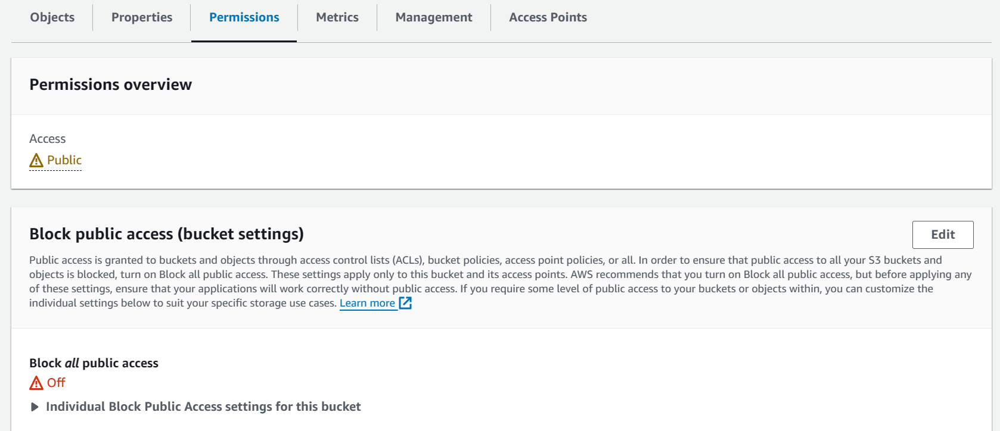 Objects
Properties
Permissions
Metrics
Management
Access Points
Permissions overview
Access
Public
Block public access (bucket settings)
Edit
Public access is granted to buckets and objects through access control lists (ACLs), bucket policies, access point policies, or all. In order to ensure that public access to all your S3 buckets and
objects is blocked, turn on Block all public access. These settings apply only to this bucket and its access points. AWS recommends that you turn on Block all public access, but before applying any
of these settings, ensure that your applications will work correctly without public access. If you require some level of public access to your buckets or objects within, you can customize the
individual settings below to suit your specific storage use cases. Learn more
Block all public access
Off
Individual Block Public Access settings for this bucket